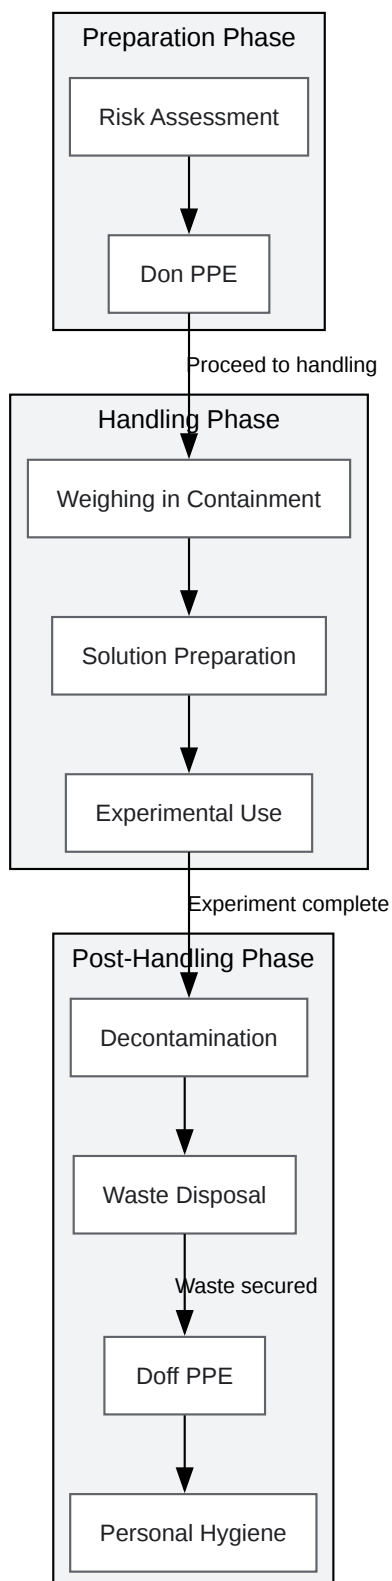 Preparation Phase
Risk Assessment
Don PPE
Proceed to handling
Handling Phase
Weighing in Containment
Solution Preparation
Experimental Use
Experiment complete
Post-Handling Phase
Decontamination
Waste Disposal
Waste secured
Doff PPE
Personal Hygiene